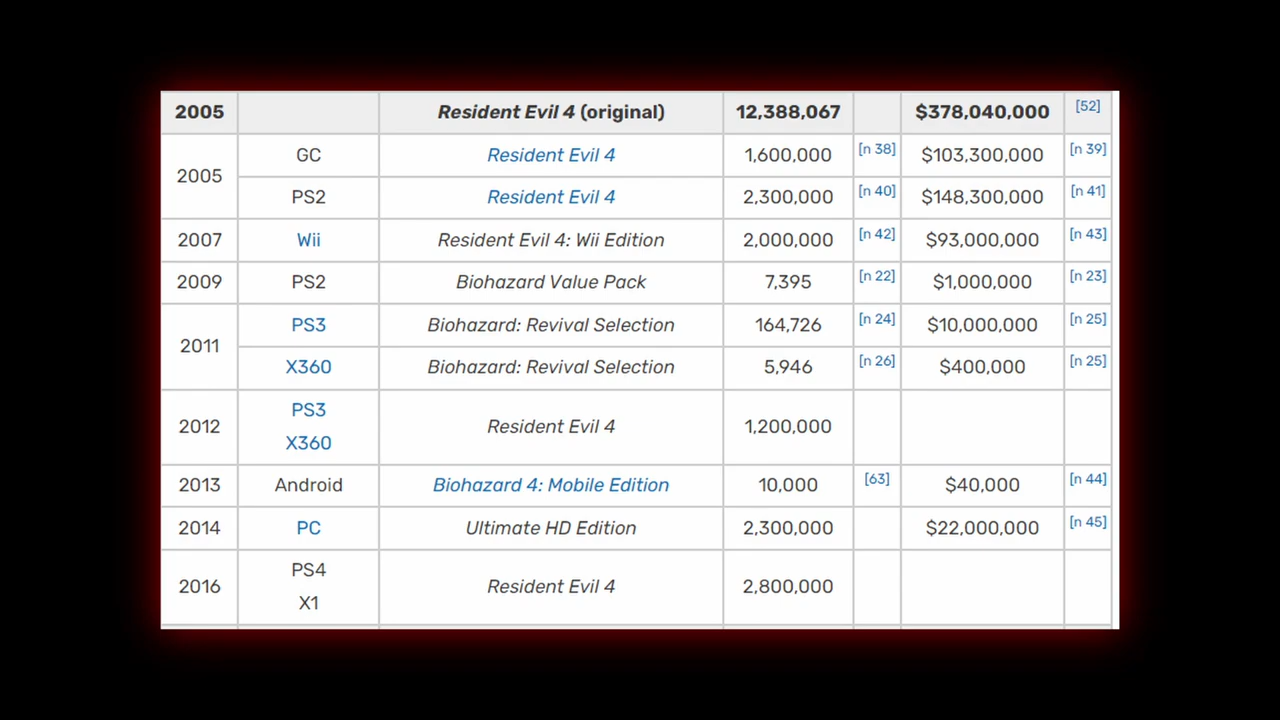 2005 Resident Evil 4 (original) 12,388,067 $378,040,000 [52]
2005 GC Resident Evil 4 1,600,000 [n 38] $103,300,000 [n 39]
PS2 Resident Evil 4 2,300,000 [n 40] $148,300,000 [n 41]
2007 Wii Resident Evil 4: Wii Edition 2,000,000 [n 42] $93,000,000 [n 43]
2009 PS2 Biohazard Value Pack 7,395 [n 22] $1,000,000 [n 23]
2011 PS3 Biohazard: Revival Selection 164,726 [n 24] $10,000,000 [n 25]
X360 Biohazard: Revival Selection 5,946 [n 26] $400,000 [n 25]
2012 PS3 Resident Evil 4 1,200,000
X360
2013 Android Biohazard 4: Mobile Edition 10,000 [63] $40,000 [n 44]
2014 PC Ultimate HD Edition 2,300,000 $22,000,000 [n 45]
2016 PS4 Resident Evil 4 2,800,000
X1